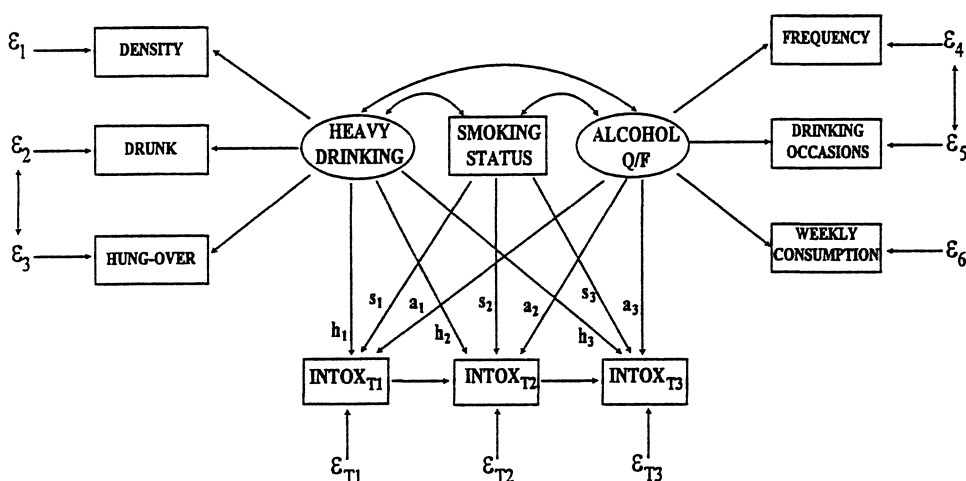 ε1
DENSITY
FREQUENCY
ε4
ε2
DRUNK
HEAVY
DRINKING
SMOKING
STATUS
ALCOHOL
Q/F
DRINKING
OCCASIONS
ε5
ε3
HUNG-OVER
WEEKLY
CONSUMPTION
ε6
h1
s1
a1
h2
s2
a2
h3
s3
a3
INTOXT1
INTOXT2
INTOXT3
εT1
εT2
εT3